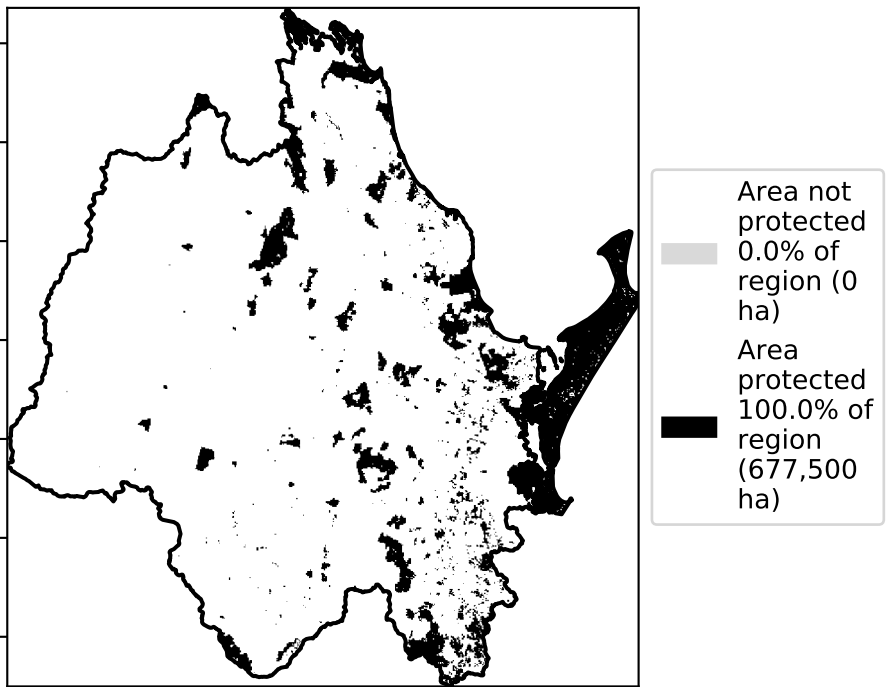 Area not
protected
0.0% of
region (0
ha)
Area
protected
100.0% of
region
(677,500
ha)